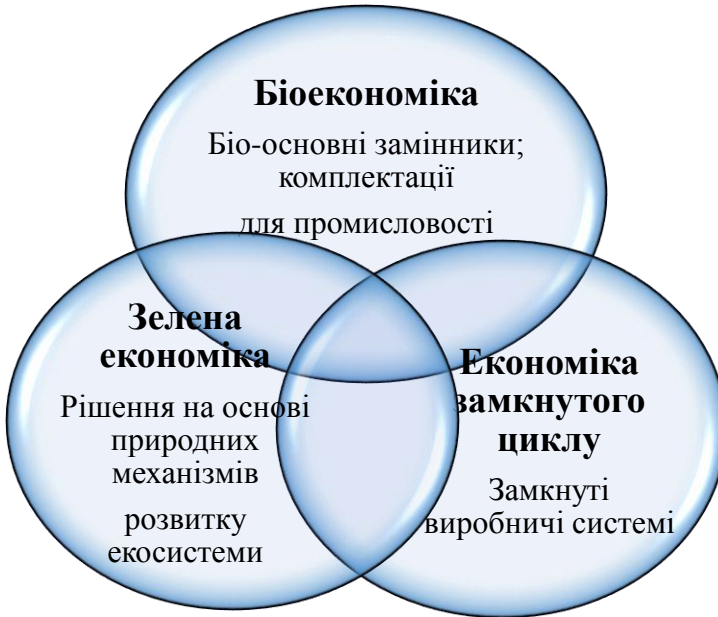 Біоекономіка
Біо-основні замінники;
комплектації
для промисловості
Зелена
економіка
Рішення на основі
природних
механізмів
розвитку
екосистеми
Економіка
замкнутого
циклу
Замкнуті
виробничі системі